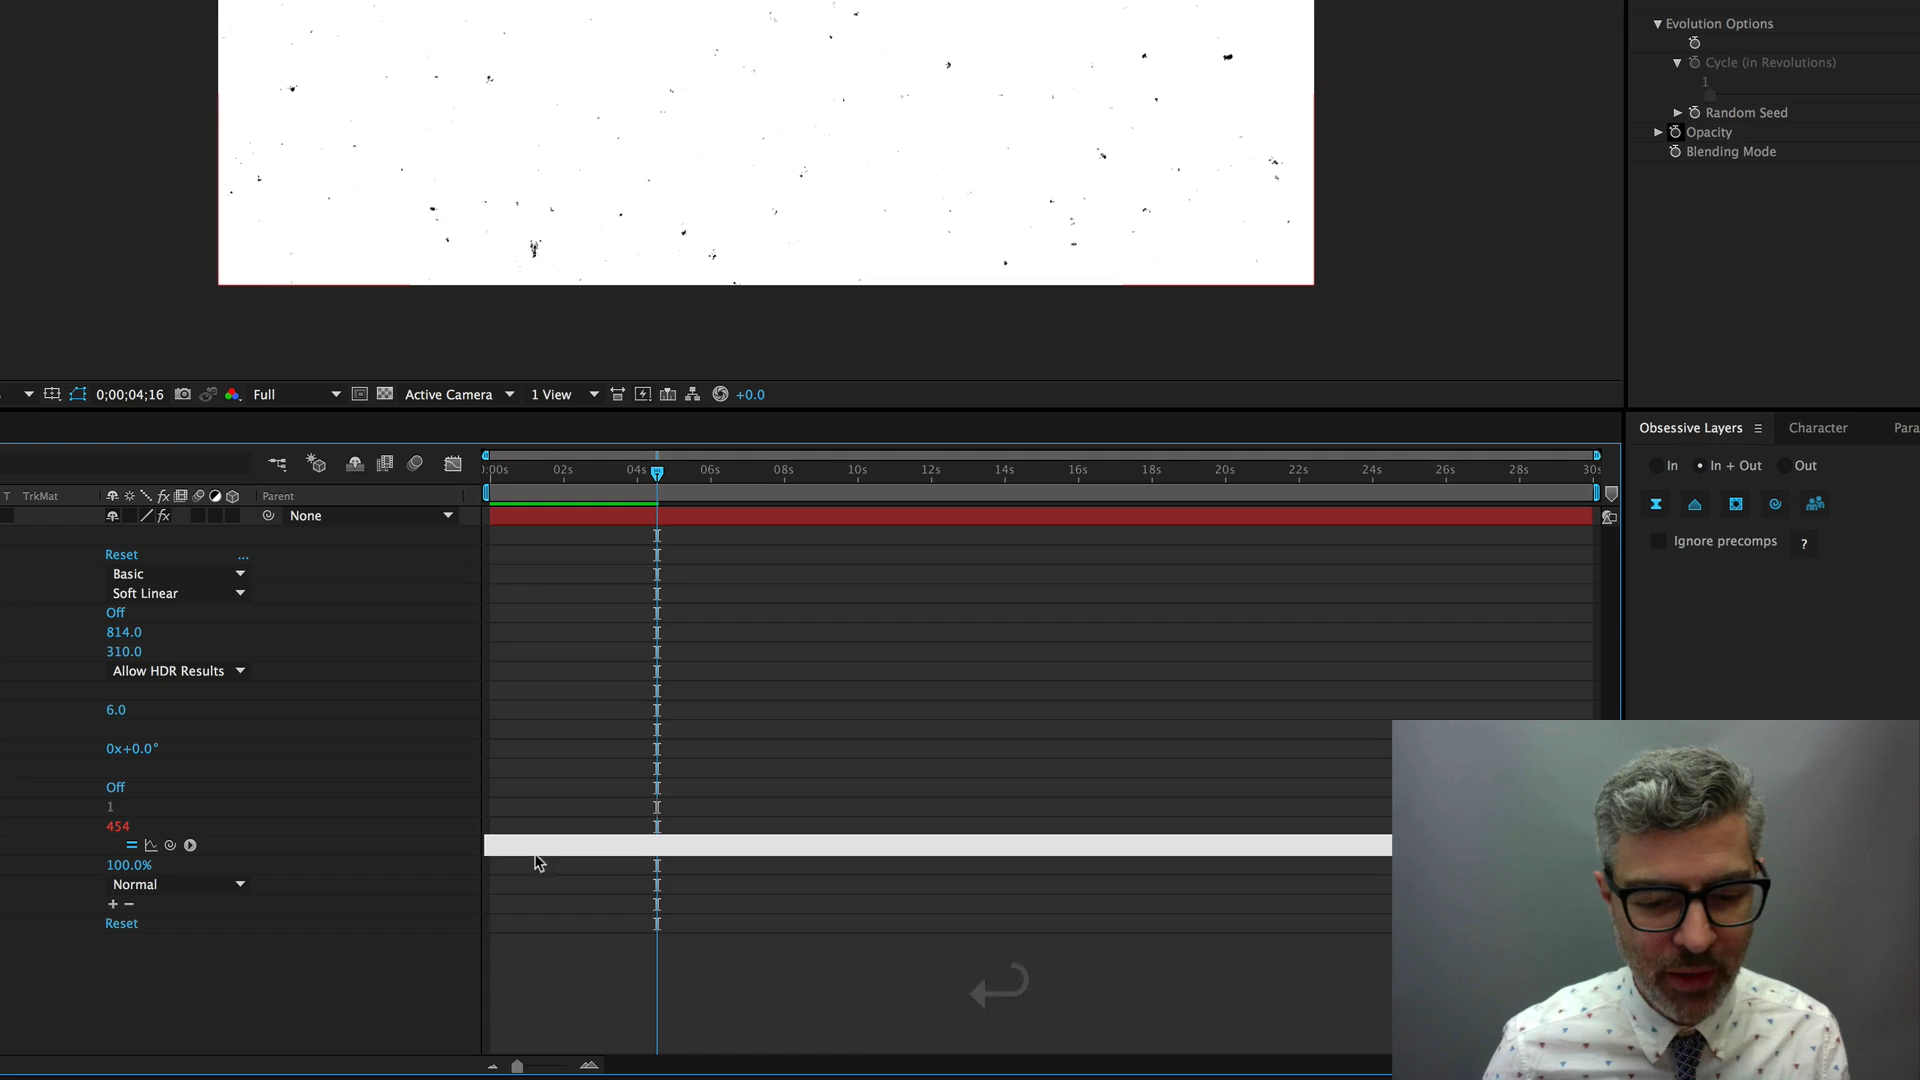 Evolution Options
Cycle (in Revolutions)
1
Random Seed
Opacity
Blending Mode
0;00;04;16
Full
Active Camera
1 View
+0.0
Obsessive Layers
Character
Para
In
In + Out
Out
Ignore precomps
?
:00s 02s 04s 06s 08s 10s 12s 14s 16s 18s 20s 22s 24s 26s 28s 30s
T TrkMat
fx
Parent
fx
None
Reset ...
Basic
Soft Linear
Off
814.0
310.0
Allow HDR Results
6.0
0x+0.0°
Off
1
454
=
100.0%
Normal
+ −
Reset